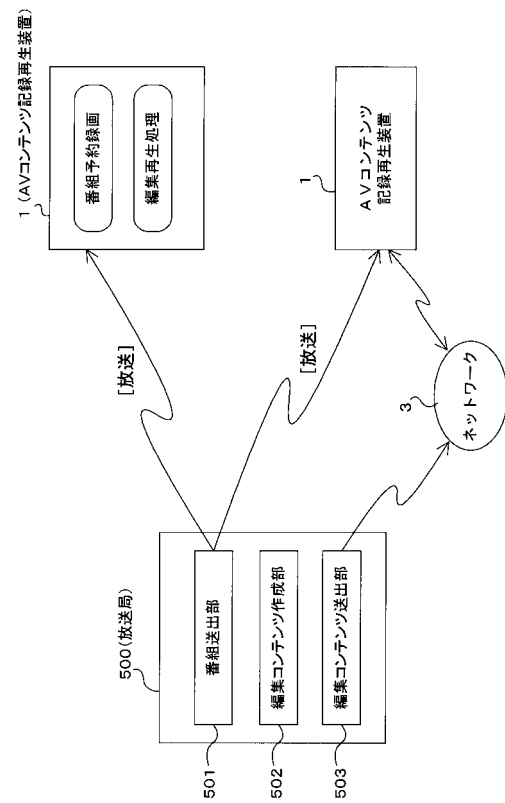 500(放送局)
501
番組送出部
502
編集コンテンツ作成部
503
編集コンテンツ送出部
[放送]
[放送]
1(AVコンテンツ記録再生装置)
番組予約録画
編集再生処理
1
AVコンテンツ
記録再生装置
3
ネットワーク